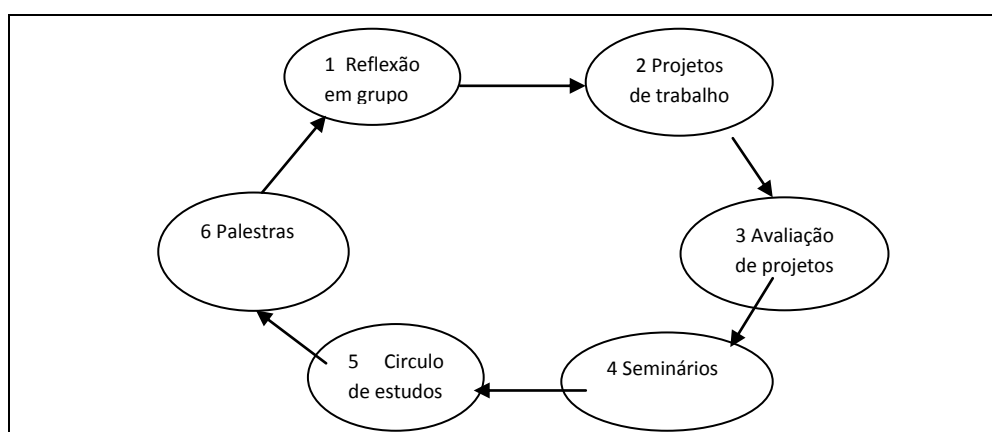 1 Reflexão
em grupo
2 Projetos
de trabalho
3 Avaliação
de projetos
4 Seminários
5 Circulo
de estudos
6 Palestras